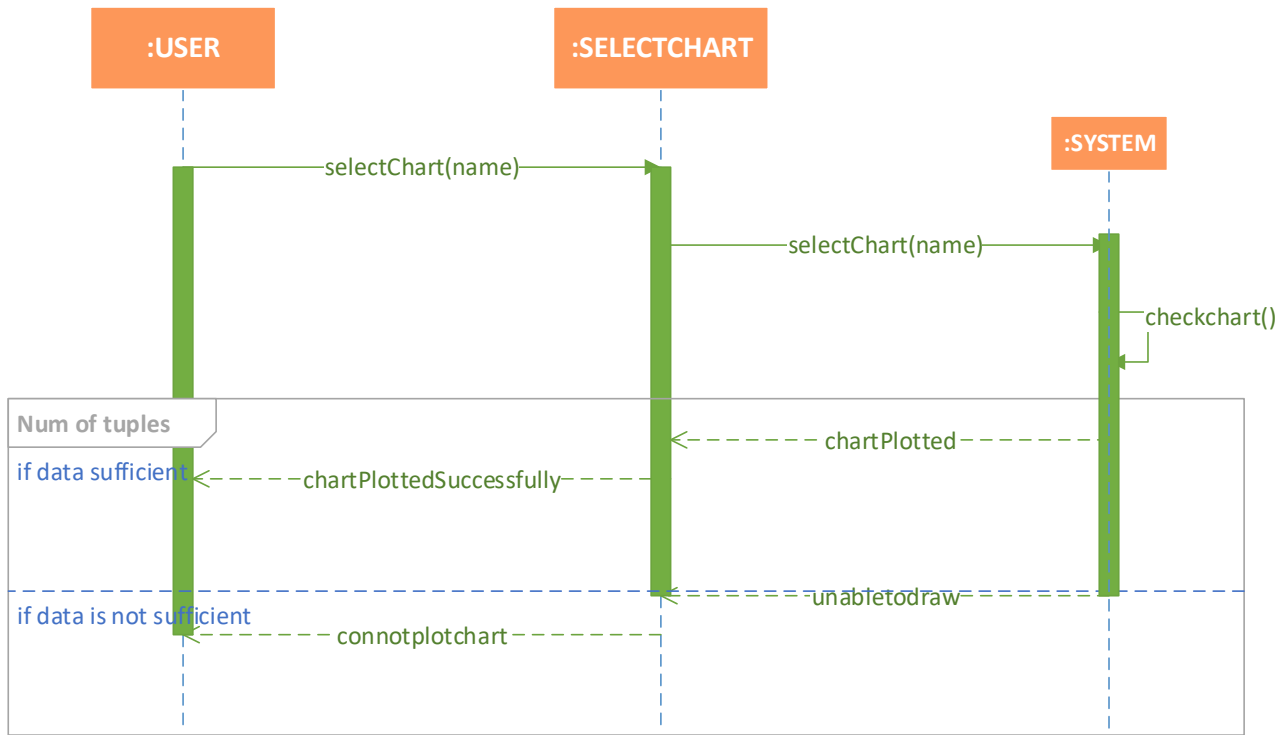 :USER
:SELECTCHART
:SYSTEM
selectChart(name)
selectChart(name)
checkchart()
Num of tuples
chartPlotted
if data sufficient
chartPlottedSuccessfully
unabletodraw
if data is not sufficient
connotplotchart